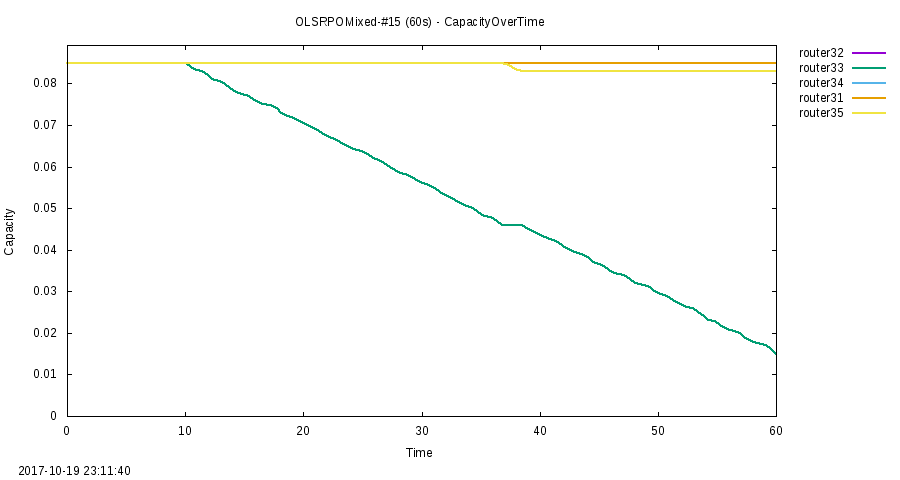 OLSRPOMixed-#15 (60s) - CapacityOverTime
router32
router33
router34
router31
router35
0.08
0.07
0.06
0.05
0.04
0.03
0.02
0.01
0
Capacity
0 10 20 30 40 50 60
Time
2017-10-19 23:11:40